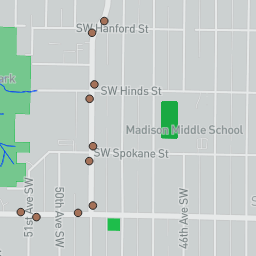 SW Hanford St
ark
SW Hinds St
Madison Middle School
SW Spokane St
51st Ave SW
50th Ave SW
46th Ave SW